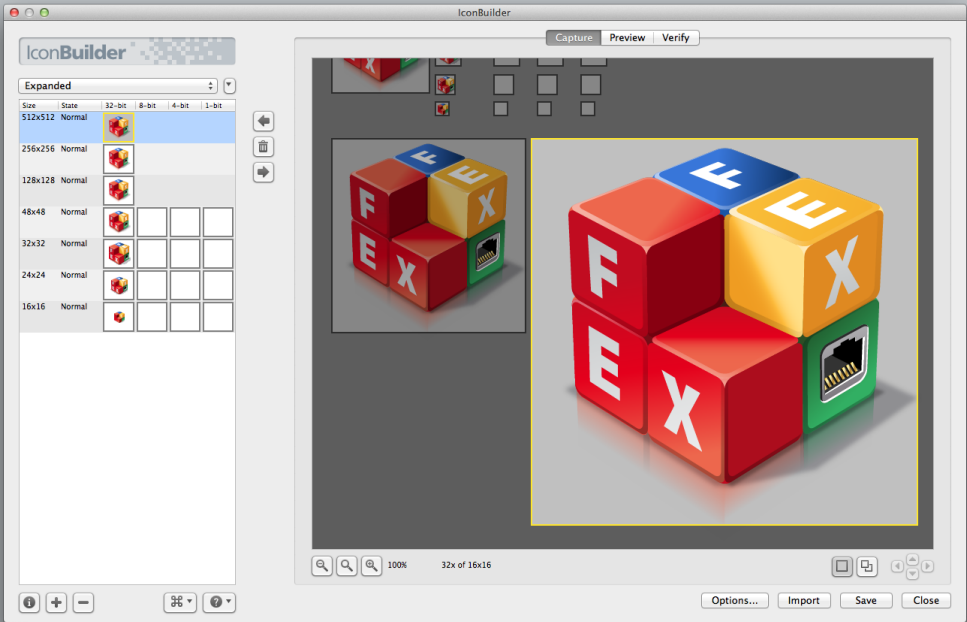 IconBuilder
IconBuilder
Capture Preview Verify
Expanded
Size State 32-bit 8-bit 4-bit 1-bit
512x512 Normal
256x256 Normal
128x128 Normal
48x48 Normal
32x32 Normal
24x24 Normal
16x16 Normal
E X
F
F E X
E X
F
F E X
E X
100% 32x of 16x16
Options... Import Save Close